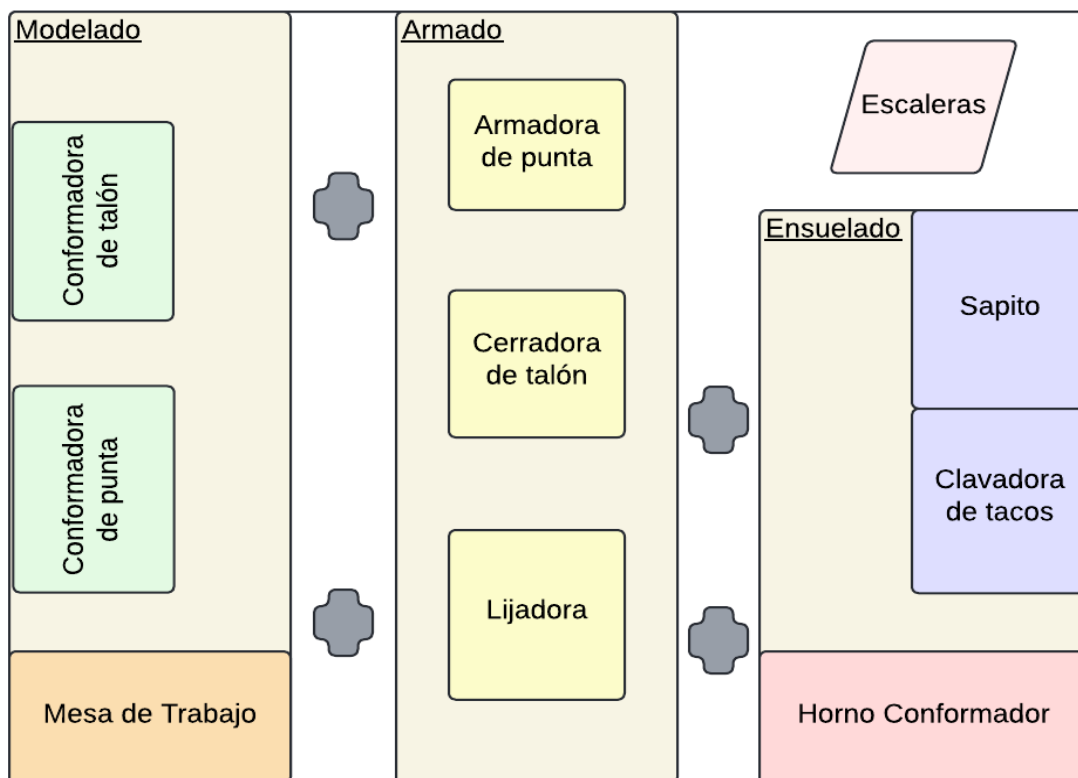 Modelado
Conformadora
de talón
Conformadora
de punta
Mesa de Trabajo
Armado
Armadora
de punta
Cerradora
de talón
Lijadora
Escaleras
Ensuelado
Sapito
Clavadora
de tacos
Horno Conformador